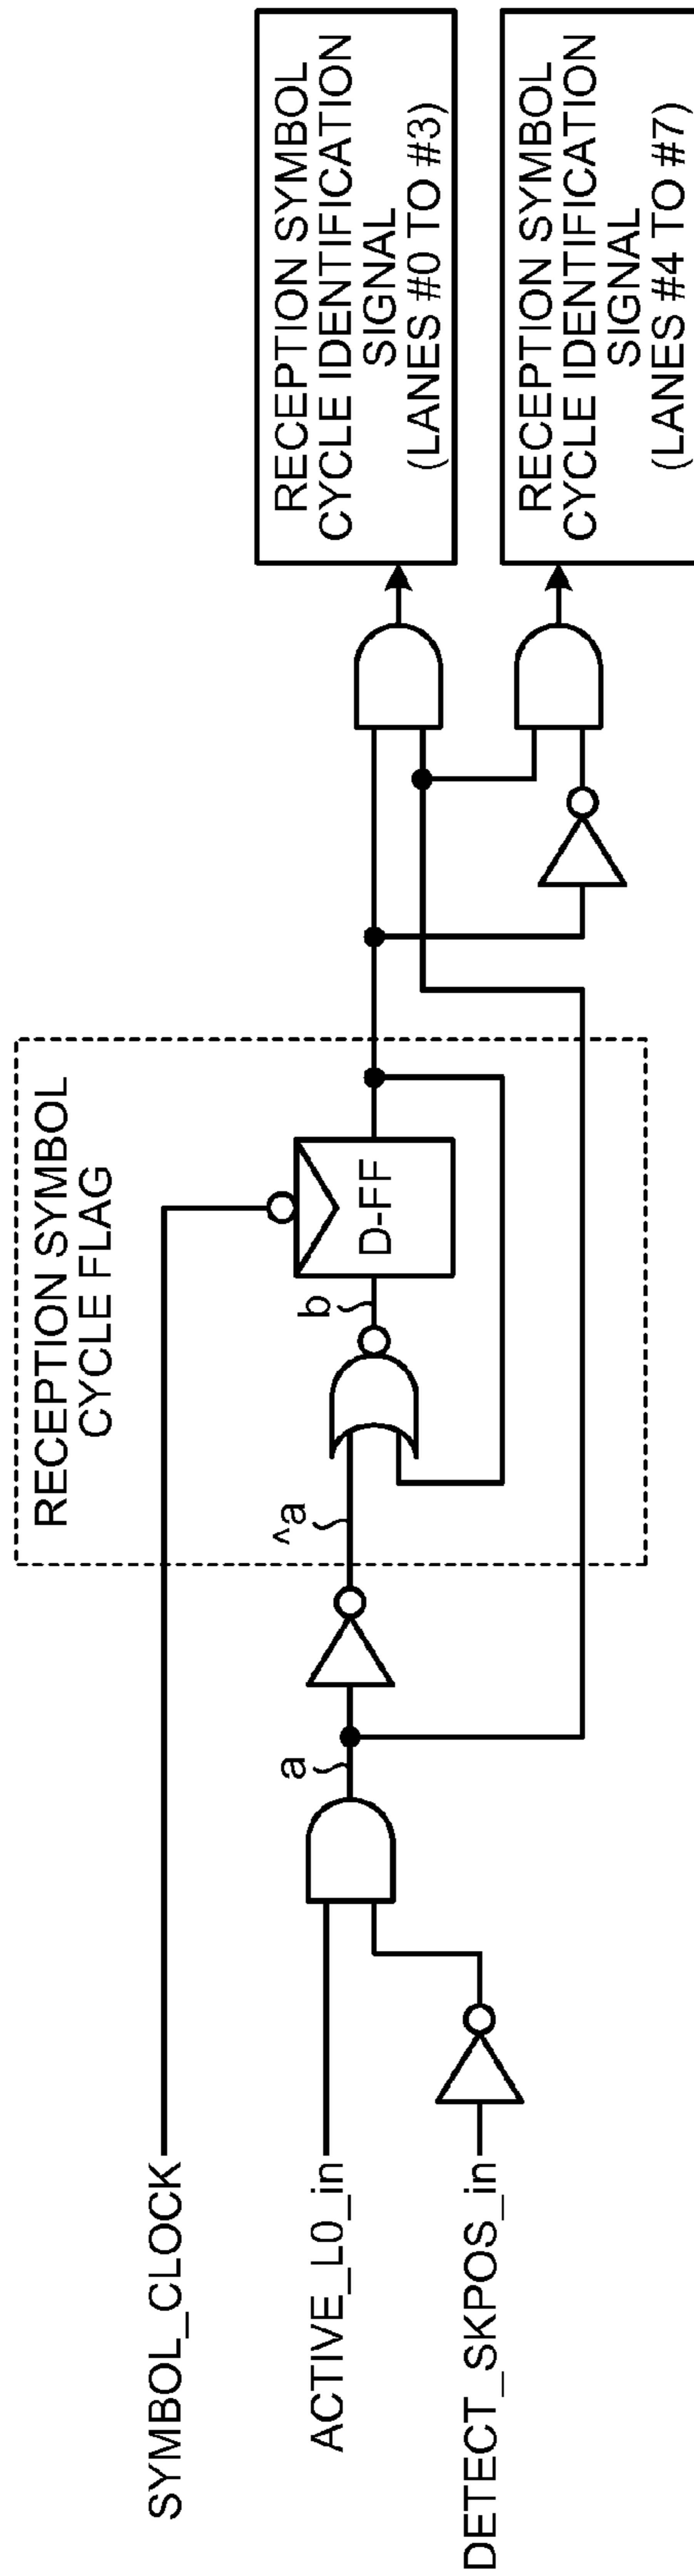 SYMBOL_CLOCK
ACTIVE_L0_in
DETECT_SKPOS_in
a
^a
RECEPTION SYMBOL
CYCLE FLAG
b
D-FF
RECEPTION SYMBOL
CYCLE IDENTIFICATION
SIGNAL
(LANES #0 TO #3)
RECEPTION SYMBOL
CYCLE IDENTIFICATION
SIGNAL
(LANES #4 TO #7)